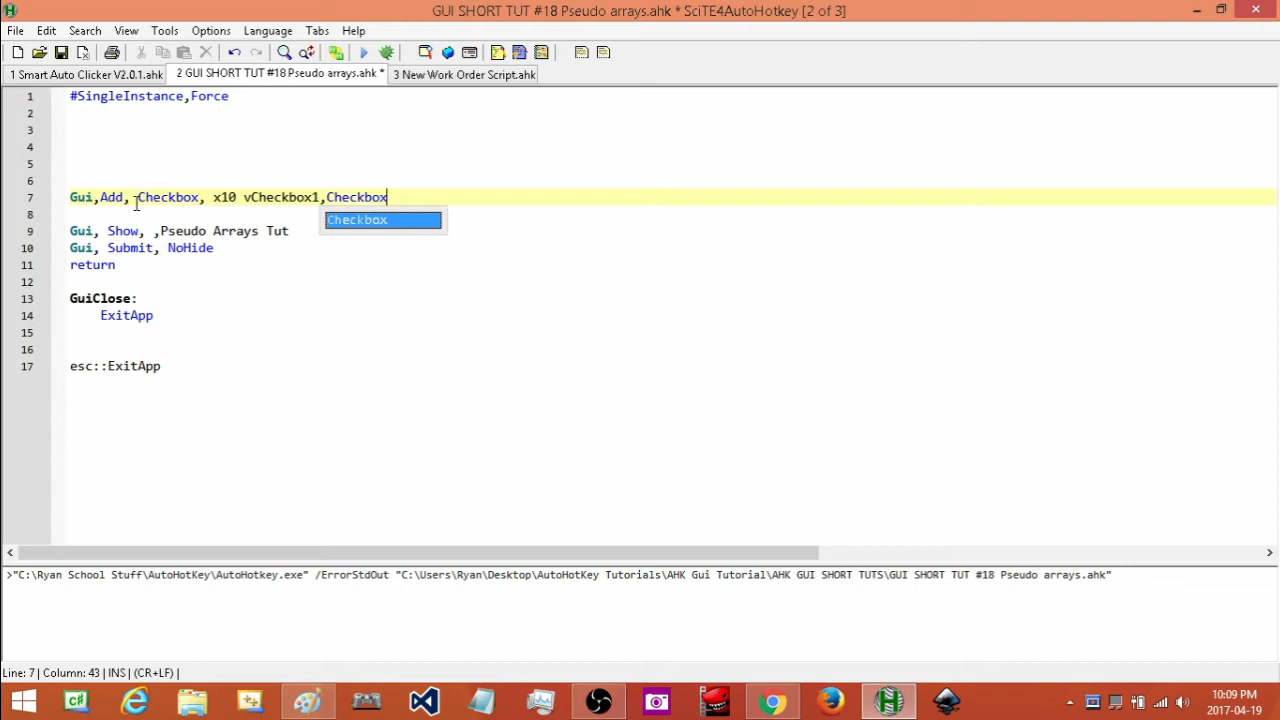 GUI SHORT TUT #18 Pseudo arrays.ahk * SciTE4AutoHotkey [2 of 3]
File Edit Search View Tools Options Language Tabs Help
1 Smart Auto Clicker V2.0.1.ahk 2 GUI SHORT TUT #18 Pseudo arrays.ahk * 3 New Work Order Script.ahk
1 #SingleInstance,Force
2
3
4
5
6
7 Gui,Add, Checkbox, x10 vCheckbox1,Checkbox
8 Checkbox
9 Gui, Show, ,Pseudo Arrays Tut
10 Gui, Submit, NoHide
11 return
12
13 GuiClose:
14 ExitApp
15
16
17 esc::ExitApp
>"C:\Ryan School Stuff\AutoHotKey\AutoHotkey.exe" /ErrorStdOut "C:\Users\Ryan\Desktop\AutoHotKey Tutorials\AHK Gui Tutorial\AHK GUI SHORT TUTS\GUI SHORT TUT #18 Pseudo arrays.ahk"
Line: 7 | Column: 43 | INS | (CR+LF) |
10:09 PM
2017-04-19